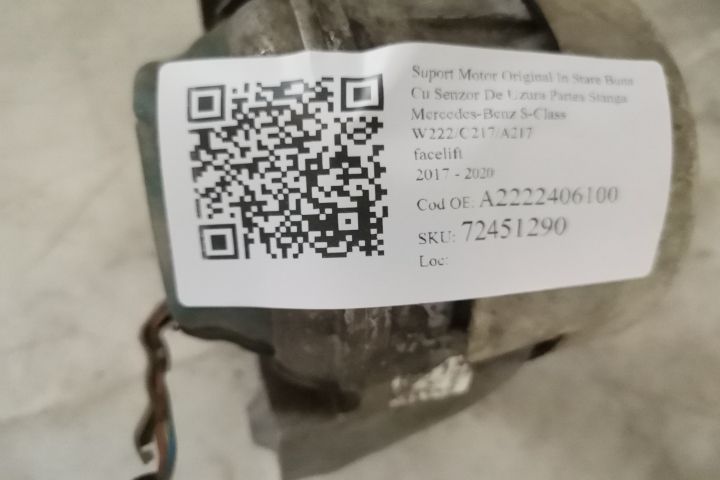 Suport Motor Original In Stare Buna
Cu Senzor De Uzura Partea Stanga
Mercedes-Benz S-Class
W222/C217/A217
facelift
2017 - 2020
Cod OE: A2222406100
SKU: 72451290
Loc: